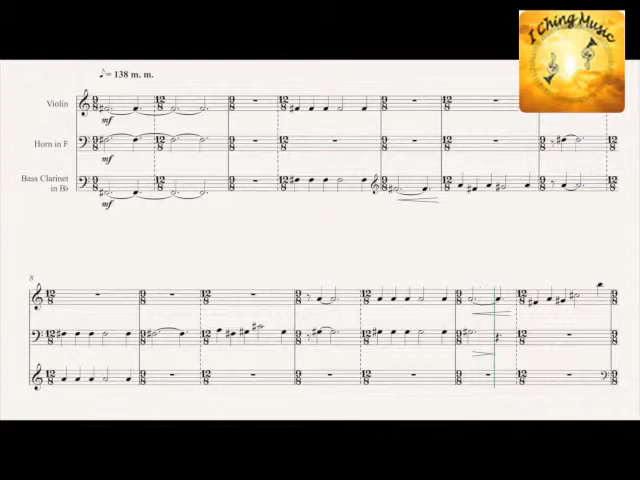 I Ching Music
♪= 138 m. m.
Violin
mf
Horn in F
mf
Bass Clarinet
in B♭
mf
8